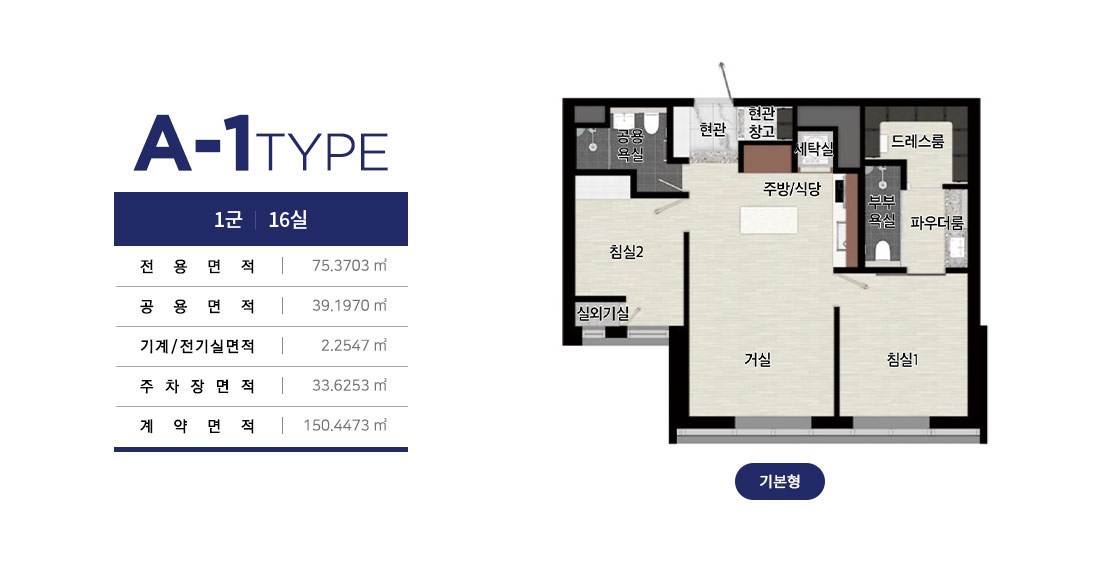 A-1 TYPE
1군 | 16실
전용면적 | 75.3703 ㎡
공용면적 | 39.1970 ㎡
기계/전기실면적 | 2.2547 ㎡
주차장면적 | 33.6253 ㎡
계약면적 | 150.4473 ㎡
공용
욕실
현관
현관
창고
세탁실
드레스룸
주방/식당
부부
욕실
파우더룸
침실2
실외기실
거실
침실1
기본형